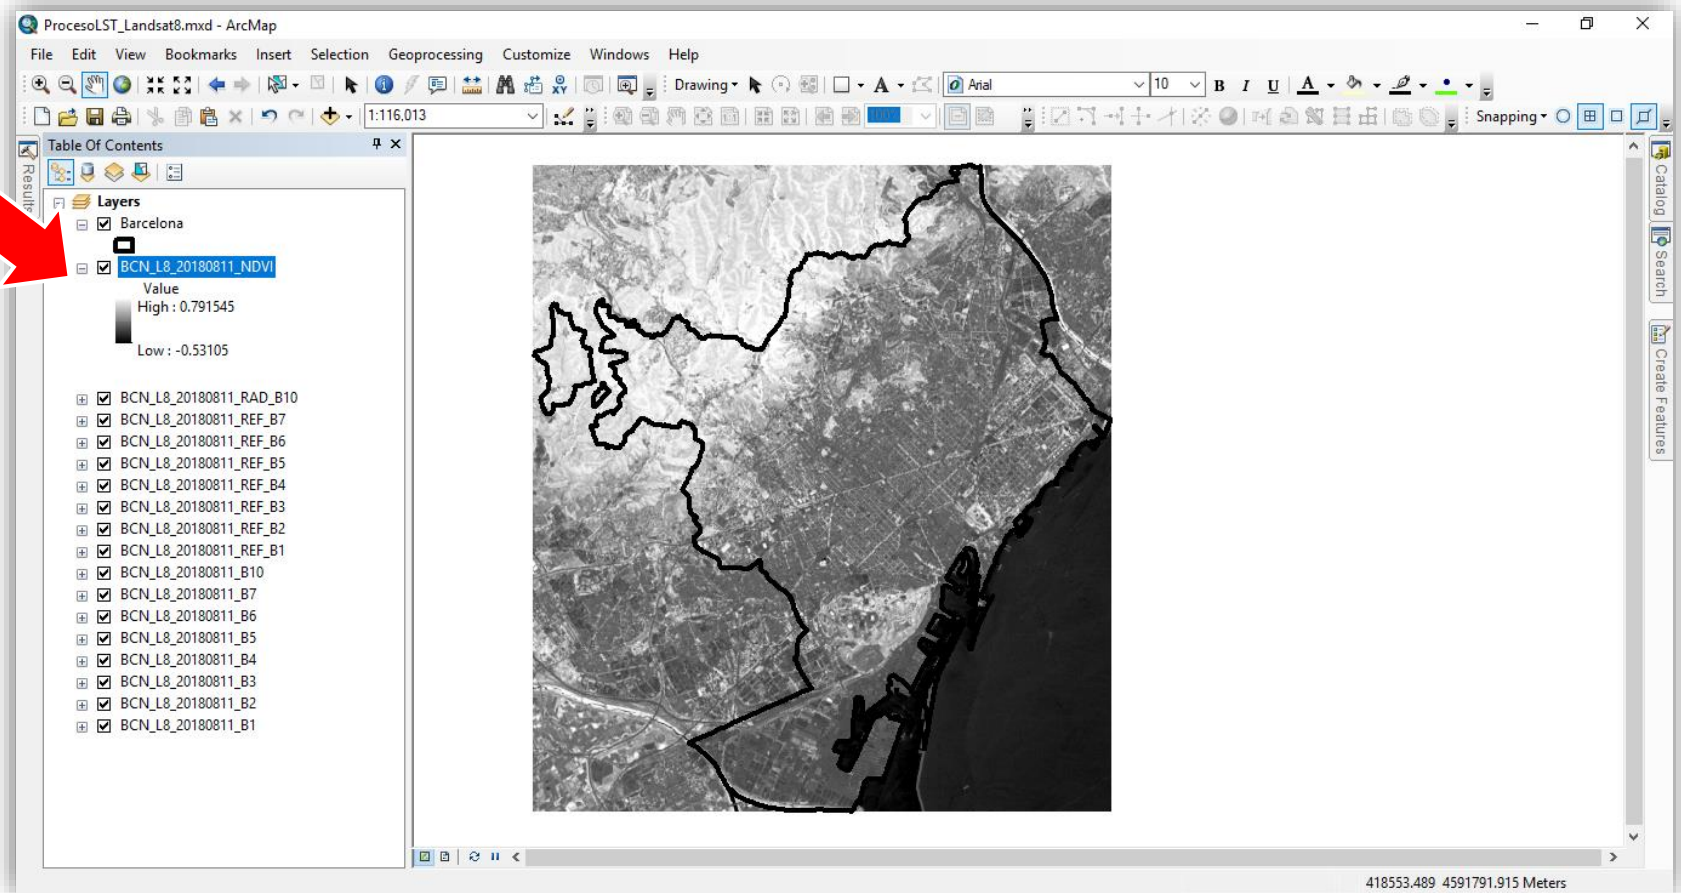 ProcesoLST_Landsat8.mxd - ArcMap
File Edit View Bookmarks Insert Selection Geoprocessing Customize Windows Help
Drawing Arial 10 B I U A
1:116,013 100% Snapping
Table Of Contents
Results
Layers
Barcelona
BCN_L8_20180811_NDVI
Value
High : 0.791545
Low : -0.53105
BCN_L8_20180811_RAD_B10
BCN_L8_20180811_REF_B7
BCN_L8_20180811_REF_B6
BCN_L8_20180811_REF_B5
BCN_L8_20180811_REF_B4
BCN_L8_20180811_REF_B3
BCN_L8_20180811_REF_B2
BCN_L8_20180811_REF_B1
BCN_L8_20180811_B10
BCN_L8_20180811_B7
BCN_L8_20180811_B6
BCN_L8_20180811_B5
BCN_L8_20180811_B4
BCN_L8_20180811_B3
BCN_L8_20180811_B2
BCN_L8_20180811_B1
Catalog
Search
Create Features
418553.489 4591791.915 Meters